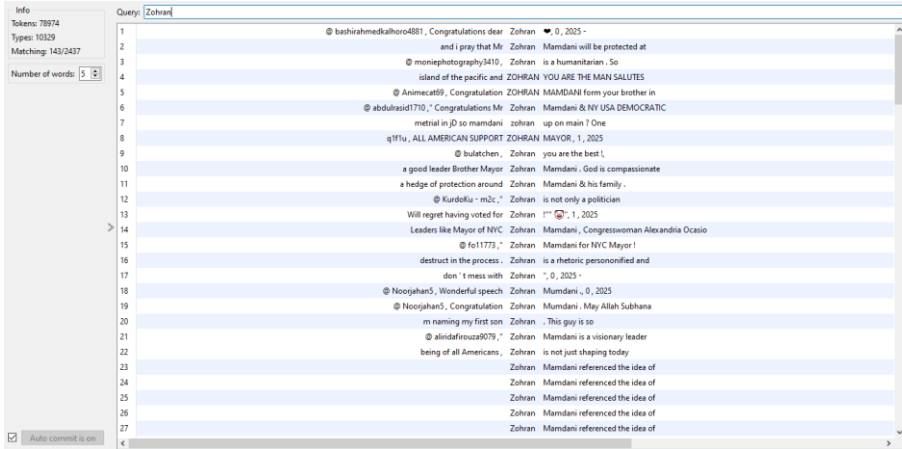 Info
Tokens: 78974
Types: 10329
Matching: 143/2437
Number of words: 5
Auto commit is on
Query: Zohran
1 @ bashirahmedkalhoro4881 , Congratulations dear Zohran ❤, 0 , 2025 -
2 and i pray that Mr Zohran Mamdani will be protected at
3 @ moniephotography3410 , Zohran is a humanitarian . So
4 island of the pacific and ZOHRAN YOU ARE THE MAN SALUTES
5 @ Animecat69 , Congratulation ZOHRAN MAMDANI form your brother in
6 @ abdulrasid1710 ," Congratulations Mr Zohran Mamdani & NY USA DEMOCRATIC
7 metrial in jD so mamdani zohran up on main ? One
8 q1f1u , ALL AMERICAN SUPPORT ZOHRAN MAYOR , 1 , 2025
9 @ bulatchen , Zohran you are the best !,
10 a good leader Brother Mayor Zohran Mamdani . God is compassionate
11 a hedge of protection around Zohran Mamdani & his family .
12 @ KurdoKu - m2c ," Zohran is not only a politician
13 Will regret having voted for Zohran !"" 🤡", 1 , 2025
14 Leaders like Mayor of NYC Zohran Mamdani , Congresswoman Alexandria Ocasio
15 @ fo11773 ," Zohran Mamdani for NYC Mayor !
16 destruct in the process . Zohran is a rhetoric persononified and
17 don ' t mess with Zohran ", 0 , 2025 -
18 @ Noorjahan5 , Wonderful speech Zohran Mumdani ., 0 , 2025
19 @ Noorjahan5 , Congratulation Zohran Mumdani . May Allah Subhana
20 m naming my first son Zohran . This guy is so
21 @ aliridafirouza9079 ," Zohran Mamdani is a visionary leader
22 being of all Americans , Zohran is not just shaping today
23 Zohran Mamdani referenced the idea of
24 Zohran Mamdani referenced the idea of
25 Zohran Mamdani referenced the idea of
26 Zohran Mamdani referenced the idea of
27 Zohran Mamdani referenced the idea of